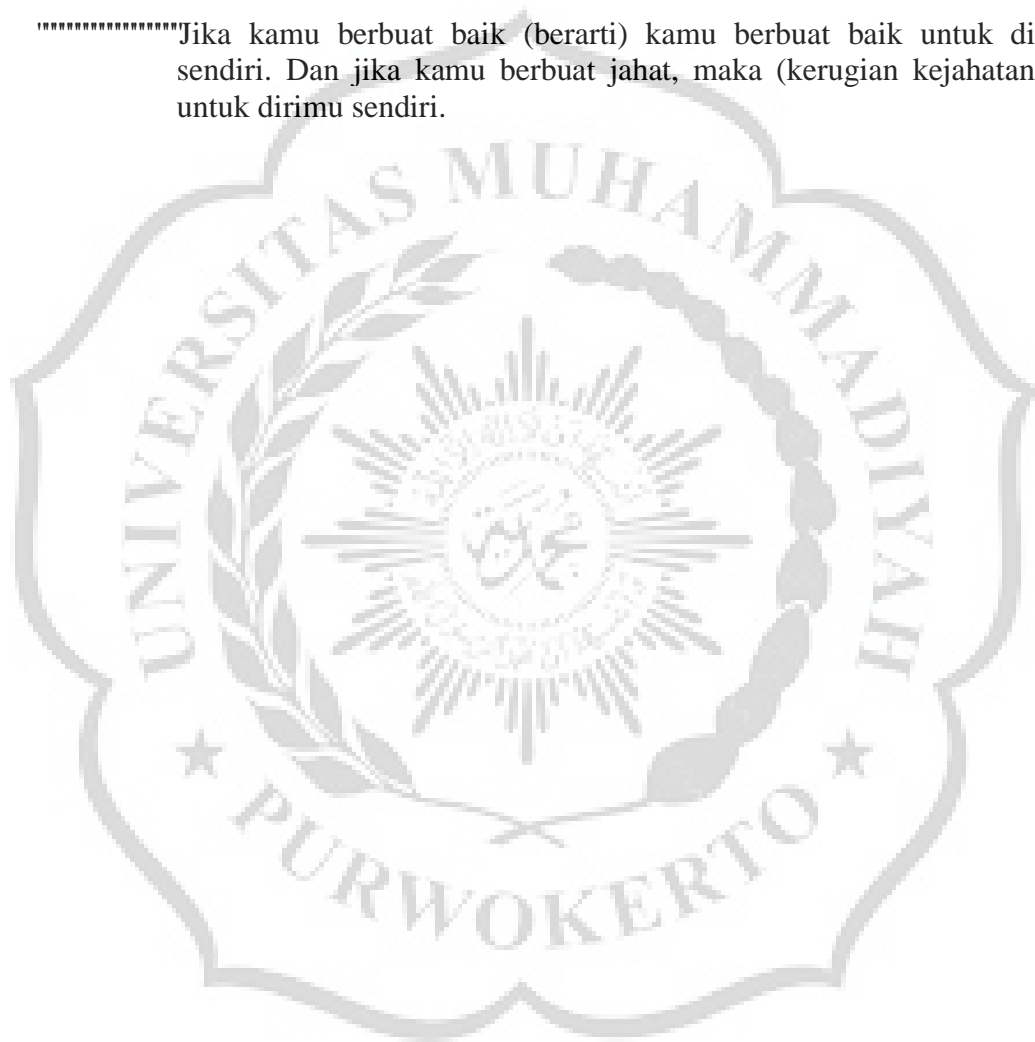 """"""""""""""""""Jika kamu berbuat baik (berarti) kamu berbuat baik untuk di
sendiri. Dan jika kamu berbuat jahat, maka (kerugian kejahatan
untuk dirimu sendiri.
UNIVERSITAS MUHAMMADIYAH
PURWOKERTO